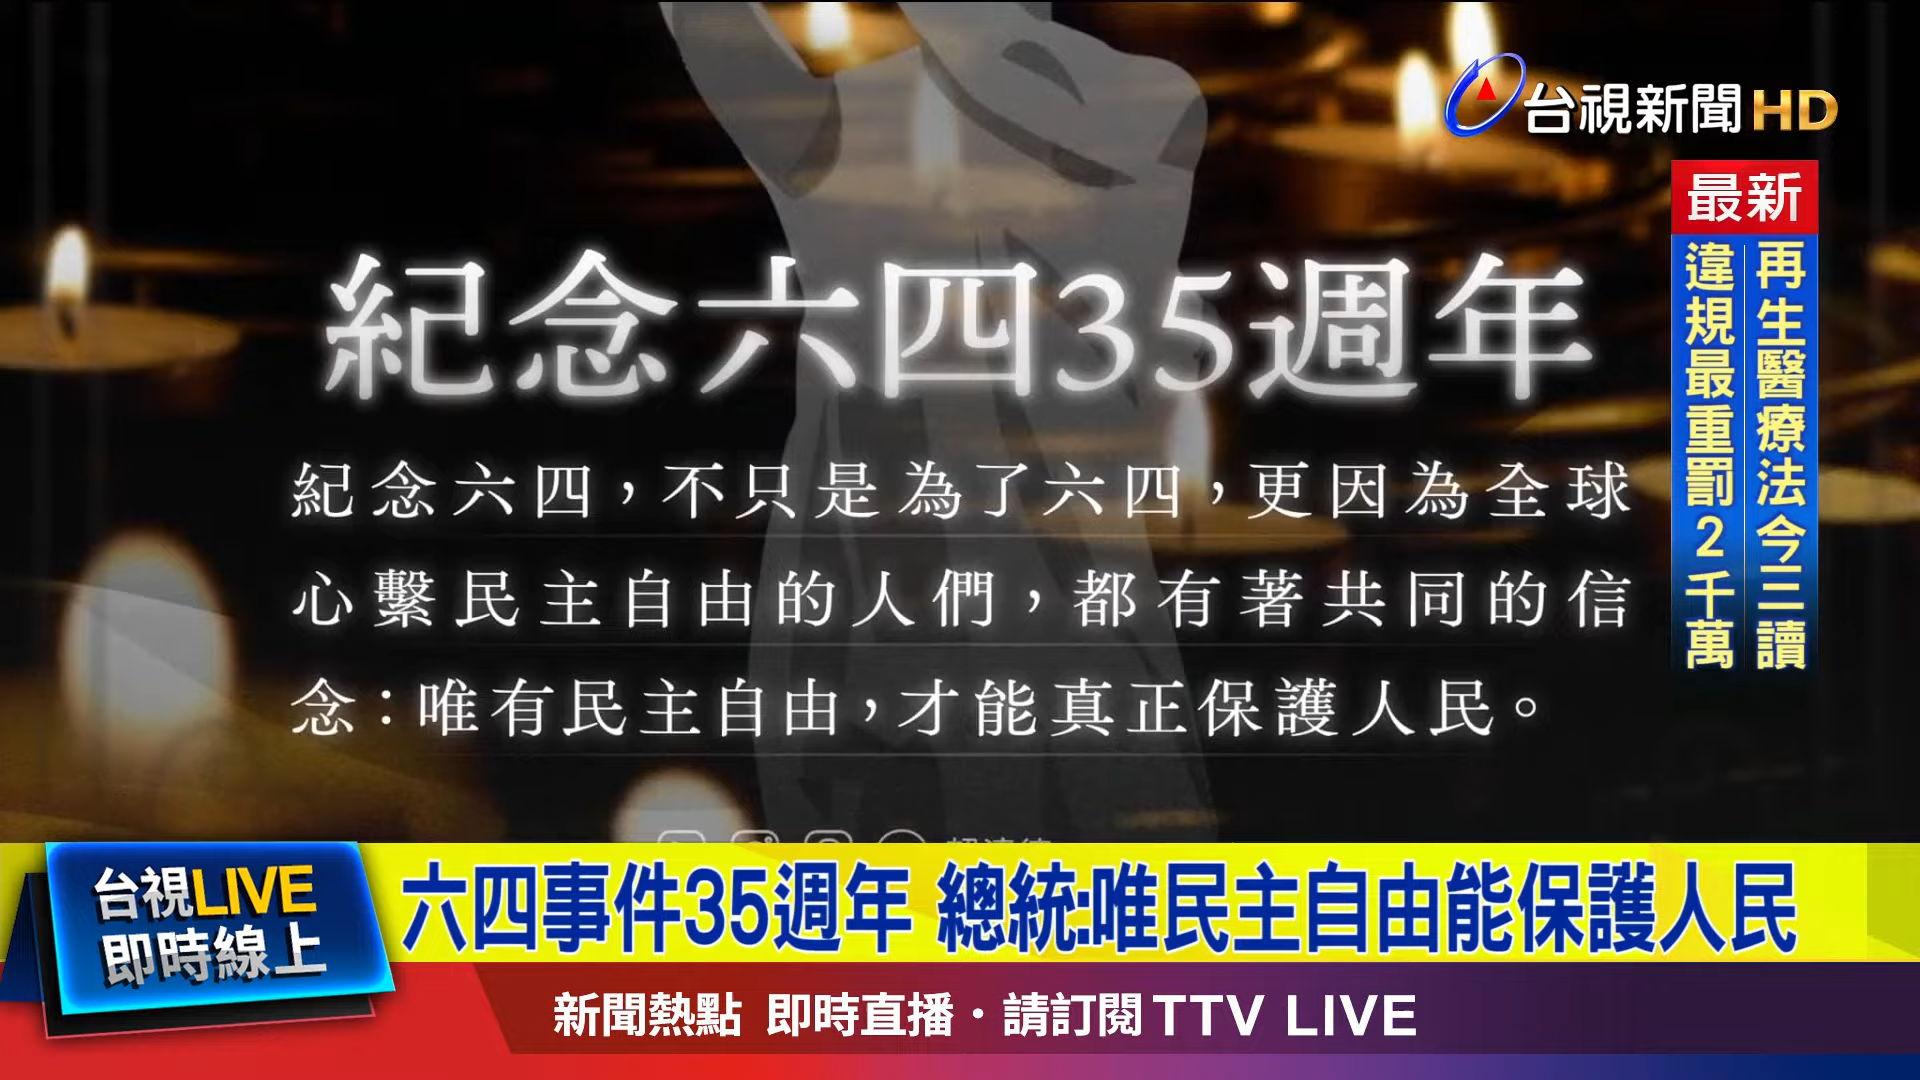 台視新聞HD
最新
再生醫療法今三讀
違規最重罰2千萬
紀念六四35週年
紀念六四，不只是為了六四，更因為全球
心繫民主自由的人們，都有著共同的信
念：唯有民主自由，才能真正保護人民。
台視LIVE
即時線上
六四事件35週年 總統:唯民主自由能保護人民
新聞熱點 即時直播・請訂閱TTV LIVE